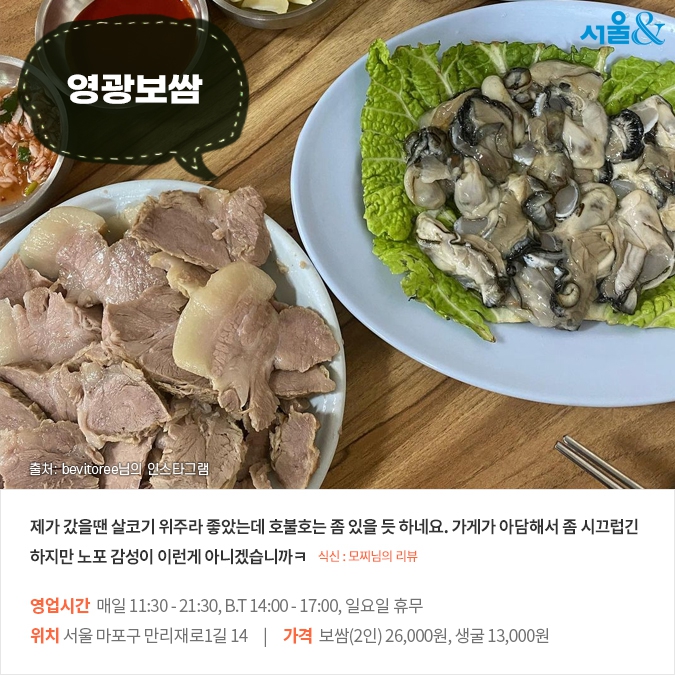 서울&
영광보쌈
출처: bevitoree님의 인스타그램
제가 갔을땐 살코기 위주라 좋았는데 호불호는 좀 있을 듯 하네요. 가게가 아담해서 좀 시끄럽긴
하지만 노포 감성이 이런게 아니겠습니까ㅋ 식신 : 모찌님의 리뷰
영업시간 매일 11:30 - 21:30, B.T 14:00 - 17:00, 일요일 휴무
위치 서울 마포구 만리재로1길 14 | 가격 보쌈(2인) 26,000원, 생굴 13,000원